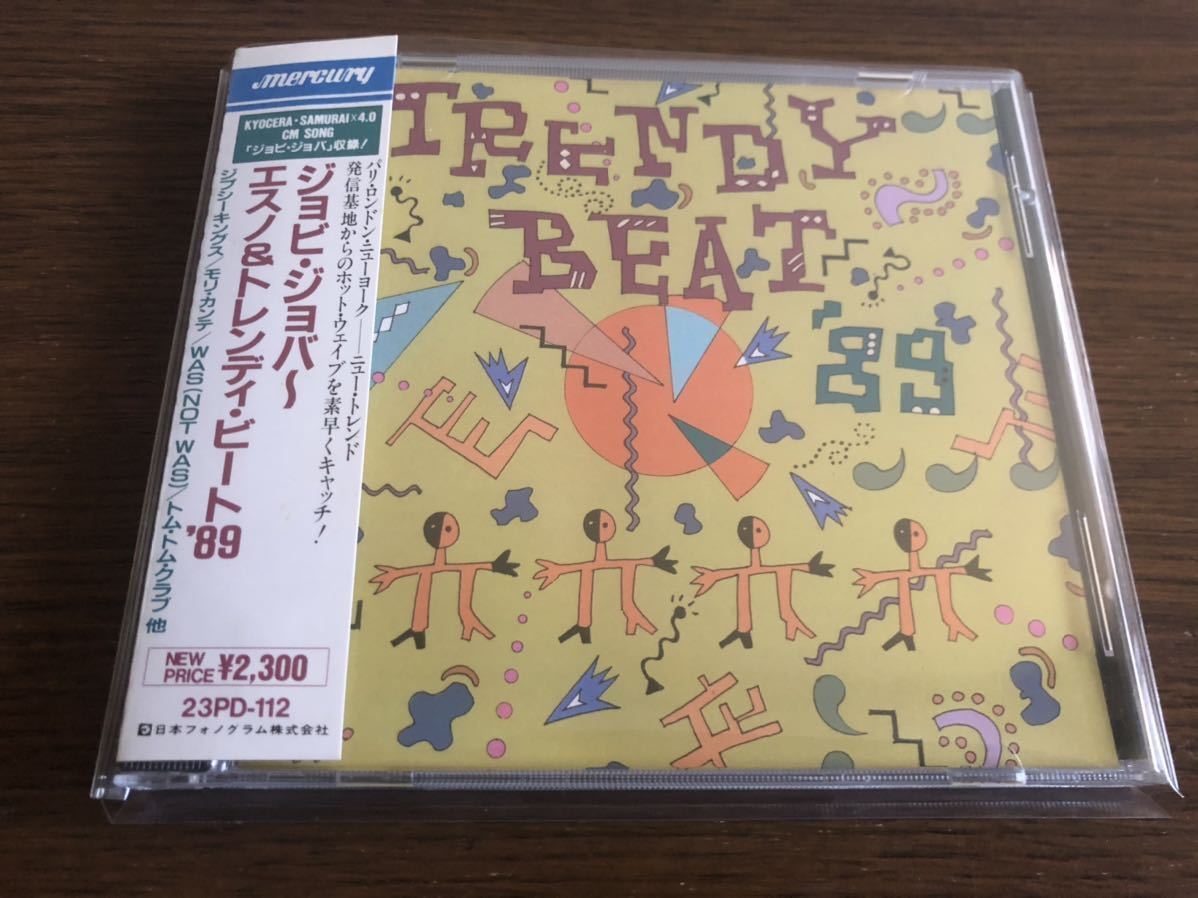 mercury
KYOCERA・SAMURAI×4.0
CM SONG
「ジョビ・ジョバ」収録!
パリ・ロンドン・ニューヨーク——ニュー・トレンド
発信基地からのホット・ウェイブを素早くキャッチ!
ジョビ・ジョバ〜
エスノ&トレンディ・ビート'89
ジプシーキングス/モリ・カンテ/WAS(NOT WAS)/トム・トム・クラブ 他
NEW
PRICE ¥2,300
23PD-112
日本フォノグラム株式会社
TRENDY
BEAT
'89